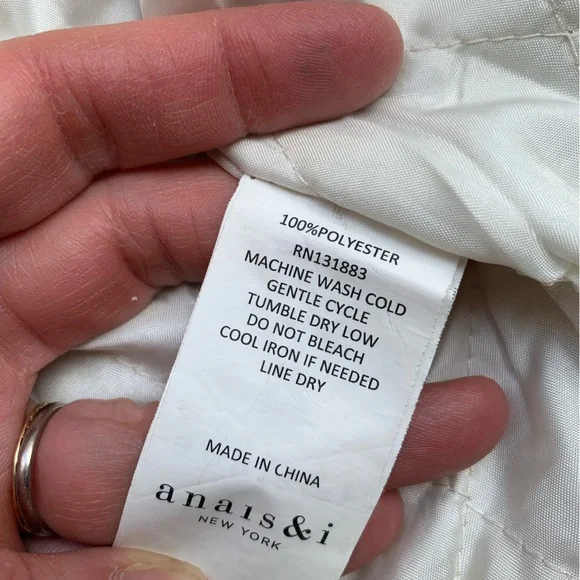 100%POLYESTER
RN131883
MACHINE WASH COLD
GENTLE CYCLE
TUMBLE DRY LOW
DO NOT BLEACH
COOL IRON IF NEEDED
LINE DRY
MADE IN CHINA
anais&i
NEW YORK